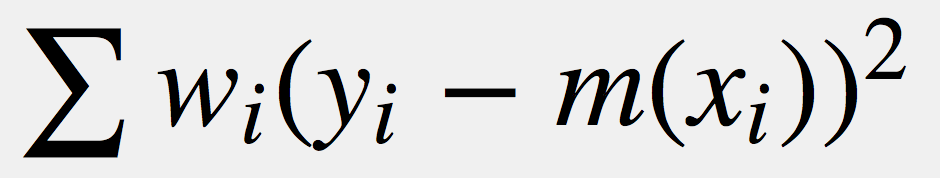 ∑ wᵢ(yᵢ − m(xᵢ))²